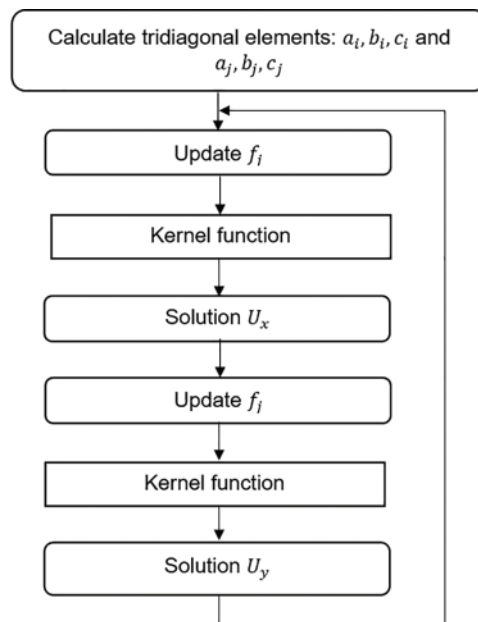 Calculate tridiagonal elements: aᵢ, bᵢ, cᵢ and
aⱼ, bⱼ, cⱼ
Update fᵢ
Kernel function
Solution Uₓ
Update fⱼ
Kernel function
Solution U_y